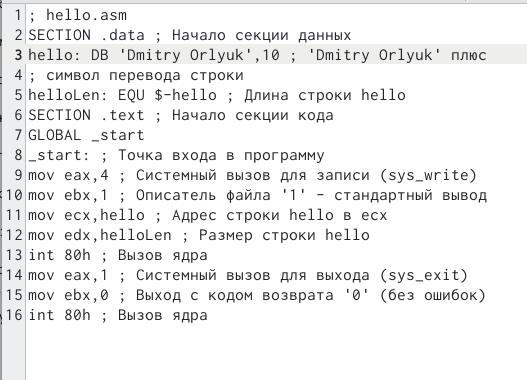 1 ; hello.asm
2 SECTION .data ; Начало секции данных
3 hello: DB 'Dmitry Orlyuk',10 ; 'Dmitry Orlyuk' плюс
4 ; символ перевода строки
5 helloLen: EQU $-hello ; Длина строки hello
6 SECTION .text ; Начало секции кода
7 GLOBAL _start
8 _start: ; Точка входа в программу
9 mov eax,4 ; Системный вызов для записи (sys_write)
10 mov ebx,1 ; Описатель файла '1' - стандартный вывод
11 mov ecx,hello ; Адрес строки hello в ecx
12 mov edx,helloLen ; Размер строки hello
13 int 80h ; Вызов ядра
14 mov eax,1 ; Системный вызов для выхода (sys_exit)
15 mov ebx,0 ; Выход с кодом возврата '0' (без ошибок)
16 int 80h ; Вызов ядра